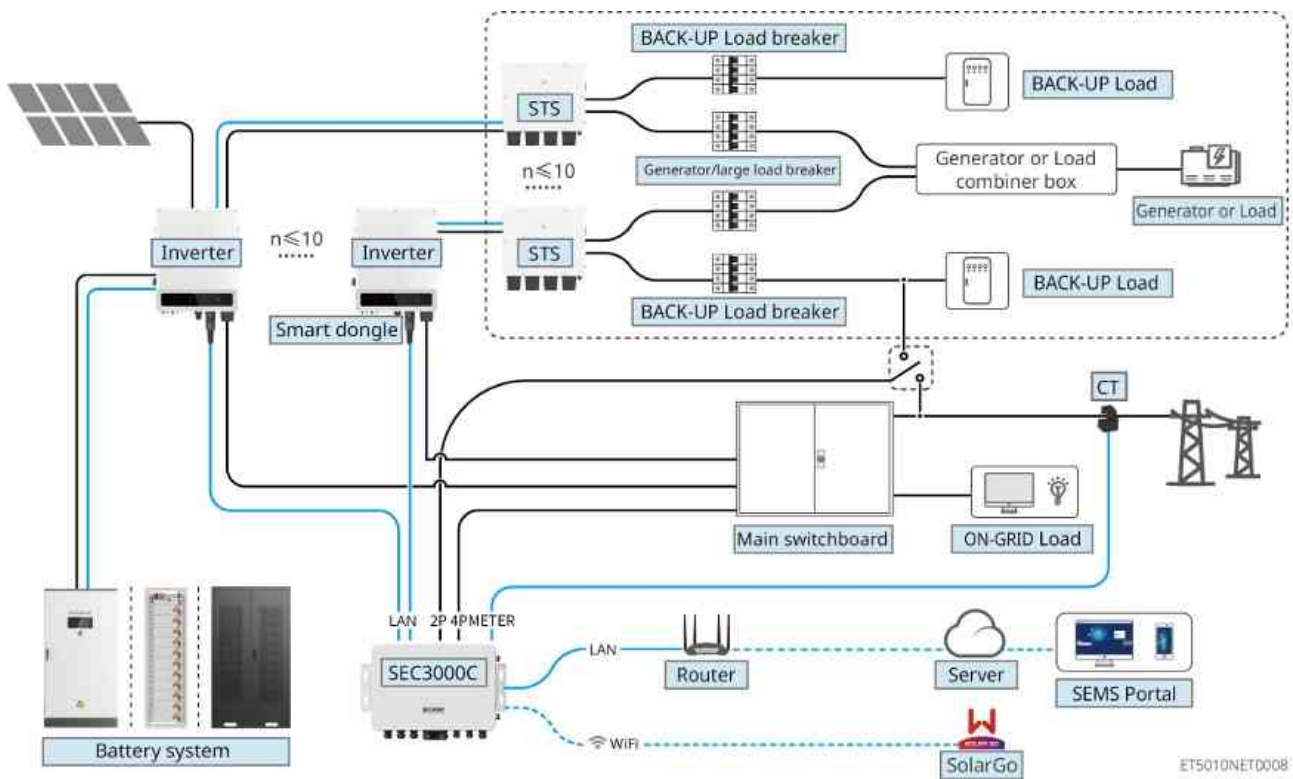 BACK-UP Load breaker
STS
BACK-UP Load
n≤10
Generator/large load breaker
Generator or Load
combiner box
Generator or Load
Inverter
n≤10
Inverter
STS
BACK-UP Load
Smart dongle
BACK-UP Load breaker
CT
Main switchboard
ON-GRID Load
LAN 2P 4P METER
SEC3000C
LAN
Router
Server
SEMS Portal
WiFi
SolarGo
Battery system
ET5010NET0008